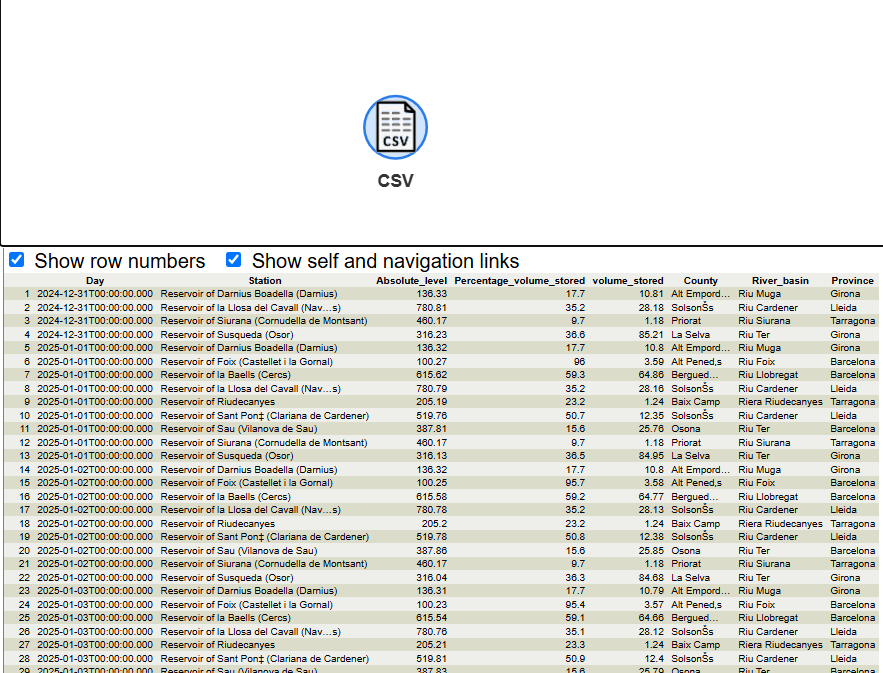 CSV
CSV
Show row numbers Show self and navigation links
Day Station Absolute_level Percentage_volume_stored volume_stored County River_basin Province
1 2024-12-31T00:00:00.000 Reservoir of Darnius Boadella (Darnius) 136.33 17.7 10.81 Alt Empord... Riu Muga Girona
2 2024-12-31T00:00:00.000 Reservoir of la Llosa del Cavall (Nav...s) 780.81 35.2 28.18 SolsonŠs Riu Cardener Lleida
3 2024-12-31T00:00:00.000 Reservoir of Siurana (Cornudella de Montsant) 460.17 9.7 1.18 Priorat Riu Siurana Tarragona
4 2024-12-31T00:00:00.000 Reservoir of Susqueda (Osor) 316.23 36.6 85.21 La Selva Riu Ter Girona
5 2025-01-01T00:00:00.000 Reservoir of Darnius Boadella (Darnius) 136.32 17.7 10.8 Alt Empord... Riu Muga Girona
6 2025-01-01T00:00:00.000 Reservoir of Foix (Castellet i la Gornal) 100.27 96 3.59 Alt Pened,s Riu Foix Barcelona
7 2025-01-01T00:00:00.000 Reservoir of la Baells (Cercs) 615.62 59.3 64.86 Bergued... Riu Llobregat Barcelona
8 2025-01-01T00:00:00.000 Reservoir of la Llosa del Cavall (Nav...s) 780.79 35.2 28.16 SolsonŠs Riu Cardener Lleida
9 2025-01-01T00:00:00.000 Reservoir of Riudecanyes 205.19 23.2 1.24 Baix Camp Riera Riudecanyes Tarragona
10 2025-01-01T00:00:00.000 Reservoir of Sant Pon‡ (Clariana de Cardener) 519.76 50.7 12.35 SolsonŠs Riu Cardener Lleida
11 2025-01-01T00:00:00.000 Reservoir of Sau (Vilanova de Sau) 387.81 15.6 25.76 Osona Riu Ter Barcelona
12 2025-01-01T00:00:00.000 Reservoir of Siurana (Cornudella de Montsant) 460.17 9.7 1.18 Priorat Riu Siurana Tarragona
13 2025-01-01T00:00:00.000 Reservoir of Susqueda (Osor) 316.13 36.5 84.95 La Selva Riu Ter Girona
14 2025-01-02T00:00:00.000 Reservoir of Darnius Boadella (Darnius) 136.32 17.7 10.8 Alt Empord... Riu Muga Girona
15 2025-01-02T00:00:00.000 Reservoir of Foix (Castellet i la Gornal) 100.25 95.7 3.58 Alt Pened,s Riu Foix Barcelona
16 2025-01-02T00:00:00.000 Reservoir of la Baells (Cercs) 615.58 59.2 64.77 Bergued... Riu Llobregat Barcelona
17 2025-01-02T00:00:00.000 Reservoir of la Llosa del Cavall (Nav...s) 780.78 35.2 28.13 SolsonŠs Riu Cardener Lleida
18 2025-01-02T00:00:00.000 Reservoir of Riudecanyes 205.2 23.2 1.24 Baix Camp Riera Riudecanyes Tarragona
19 2025-01-02T00:00:00.000 Reservoir of Sant Pon‡ (Clariana de Cardener) 519.78 50.8 12.38 SolsonŠs Riu Cardener Lleida
20 2025-01-02T00:00:00.000 Reservoir of Sau (Vilanova de Sau) 387.86 15.6 25.85 Osona Riu Ter Barcelona
21 2025-01-02T00:00:00.000 Reservoir of Siurana (Cornudella de Montsant) 460.17 9.7 1.18 Priorat Riu Siurana Tarragona
22 2025-01-02T00:00:00.000 Reservoir of Susqueda (Osor) 316.04 36.3 84.68 La Selva Riu Ter Girona
23 2025-01-03T00:00:00.000 Reservoir of Darnius Boadella (Darnius) 136.31 17.7 10.79 Alt Empord... Riu Muga Girona
24 2025-01-03T00:00:00.000 Reservoir of Foix (Castellet i la Gornal) 100.23 95.4 3.57 Alt Pened,s Riu Foix Barcelona
25 2025-01-03T00:00:00.000 Reservoir of la Baells (Cercs) 615.54 59.1 64.66 Bergued... Riu Llobregat Barcelona
26 2025-01-03T00:00:00.000 Reservoir of la Llosa del Cavall (Nav...s) 780.76 35.1 28.12 SolsonŠs Riu Cardener Lleida
27 2025-01-03T00:00:00.000 Reservoir of Riudecanyes 205.21 23.3 1.24 Baix Camp Riera Riudecanyes Tarragona
28 2025-01-03T00:00:00.000 Reservoir of Sant Pon‡ (Clariana de Cardener) 519.81 50.9 12.4 SolsonŠs Riu Cardener Lleida
29 2025-01-03T00:00:00.000 Reservoir of Sau (Vilanova de Sau) 387.83 15.6 25.79 Osona Riu Ter Barcelona